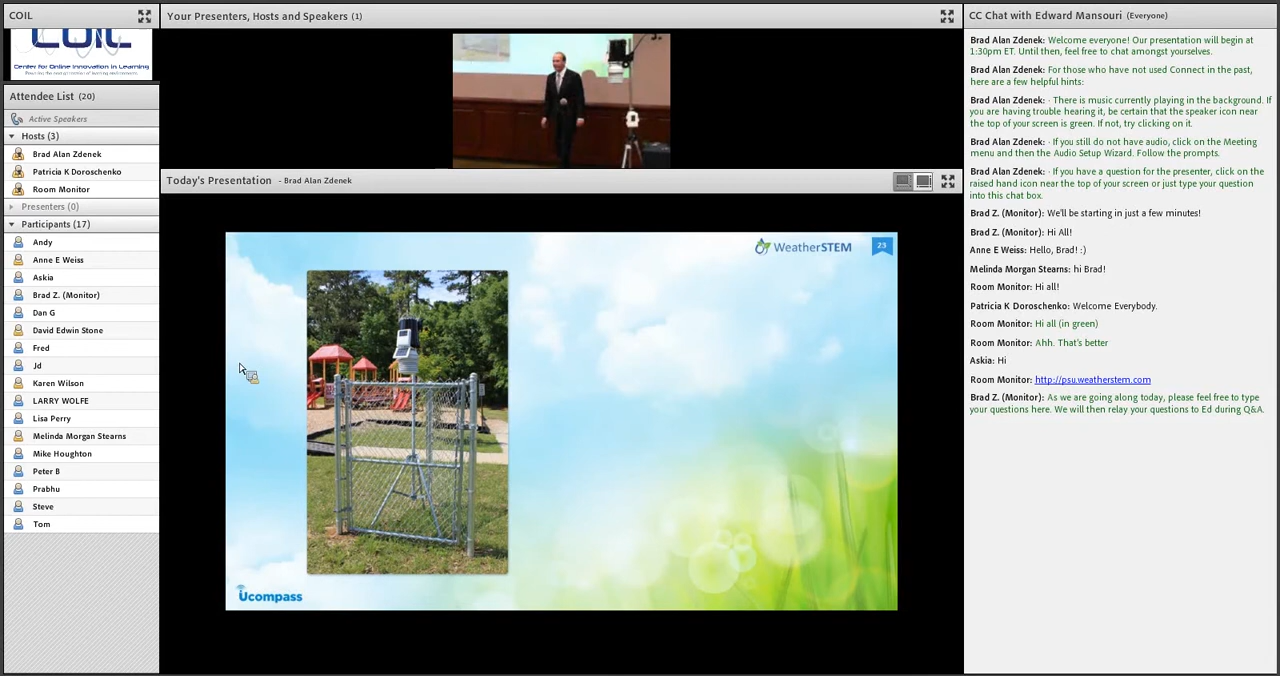 COIL
COIL
Center for Online Innovation in Learning
Attendee List (20)
Active Speakers
Hosts (3)
Brad Alan Zdenek
Patricia K Doroschenko
Room Monitor
Presenters (0)
Participants (17)
Andy
Anne E Weiss
Askia
Brad Z. (Monitor)
Dan G
David Edwin Stone
Fred
Jd
Karen Wilson
LARRY WOLFE
Lisa Perry
Melinda Morgan Stearns
Mike Houghton
Peter B
Prabhu
Steve
Tom
Your Presenters, Hosts and Speakers (1)
Today's Presentation - Brad Alan Zdenek
WeatherSTEM
23
Ucompass
CC Chat with Edward Mansouri (Everyone)
Brad Alan Zdenek: Welcome everyone! Our presentation will begin at
1:30pm ET. Until then, feel free to chat amongst yourselves.
Brad Alan Zdenek: For those who have not used Connect in the past,
here are a few helpful hints:
Brad Alan Zdenek: · There is music currently playing in the background. If
you are having trouble hearing it, be certain that the speaker icon near
the top of your screen is green. If not, try clicking on it.
Brad Alan Zdenek: · If you still do not have audio, click on the Meeting
menu and then the Audio Setup Wizard. Follow the prompts.
Brad Alan Zdenek: · If you have a question for the presenter, click on the
raised hand icon near the top of your screen or just type your question
into this chat box.
Brad Z. (Monitor): We'll be starting in just a few minutes!
Brad Z. (Monitor): Hi All!
Anne E Weiss: Hello, Brad! :)
Melinda Morgan Stearns: hi Brad!
Room Monitor: Hi all!
Patricia K Doroschenko: Welcome Everybody.
Room Monitor: Hi all (in green)
Room Monitor: Ahh. That's better
Askia: Hi
Room Monitor: http://psu.weatherstem.com
Brad Z. (Monitor): As we are going along today, please feel free to type
your questions here. We will then relay your questions to Ed during Q&A.